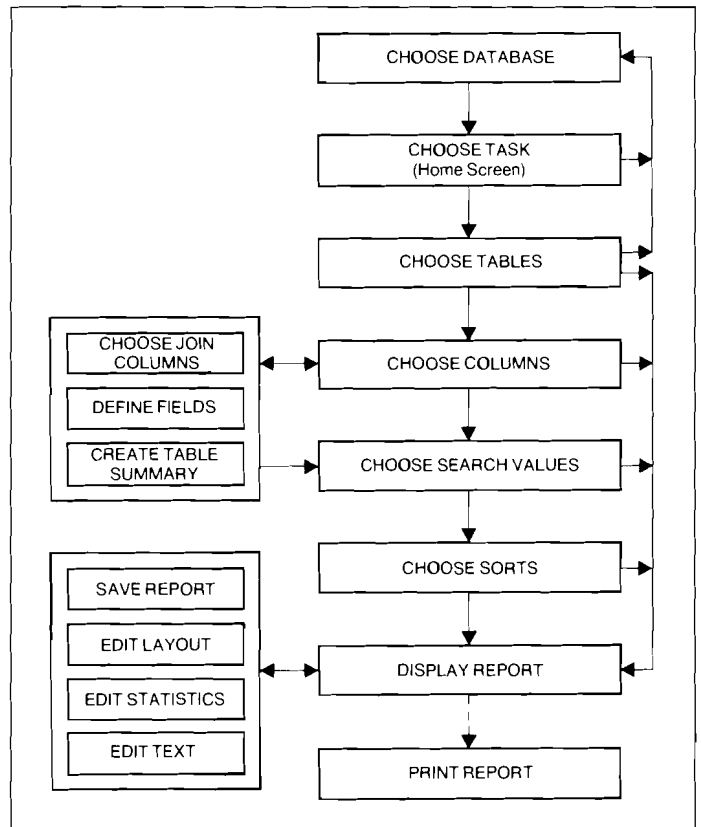 CHOOSE DATABASE
CHOOSE TASK
(Home Screen)
CHOOSE TABLES
CHOOSE JOIN
COLUMNS
DEFINE FIELDS
CREATE TABLE
SUMMARY
CHOOSE COLUMNS
CHOOSE SEARCH VALUES
CHOOSE SORTS
SAVE REPORT
EDIT LAYOUT
EDIT STATISTICS
EDIT TEXT
DISPLAY REPORT
PRINT REPORT